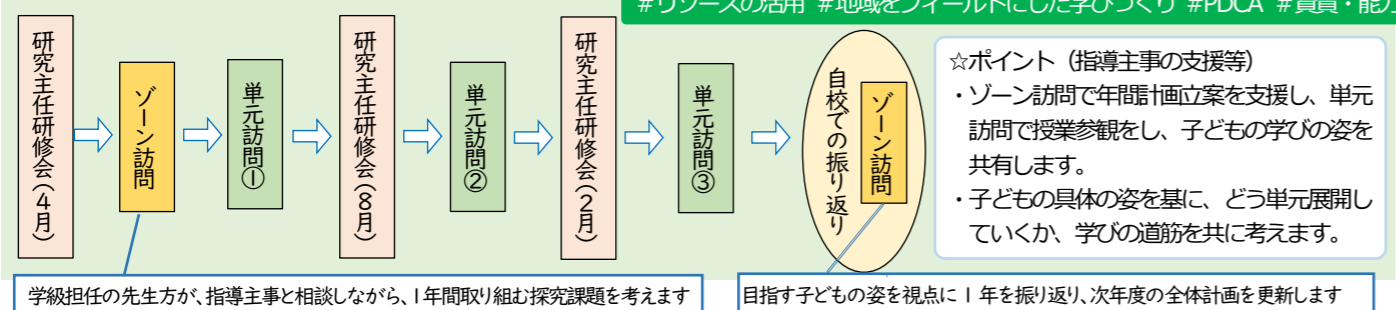 #リソースの活用 #地域をフィールドにした学びづくり #PDCA #資質・能力
研究主任研修会(4月)
ゾーン訪問
単元訪問①
研究主任研修会(8月)
単元訪問②
研究主任研修会(2月)
単元訪問③
自校での振り返り
ゾーン訪問
☆ポイント（指導主事の支援等）
・ゾーン訪問で年間計画立案を支援し、単元
訪問で授業参観をし、子どもの学びの姿を
共有します。
・子どもの具体の姿を基に、どう単元展開し
ていくか、学びの道筋を共に考えます。
学級担任の先生方が、指導主事と相談しながら、1年間取り組む探究課題を考えます
目指す子どもの姿を視点に1年を振り返り、次年度の全体計画を更新します